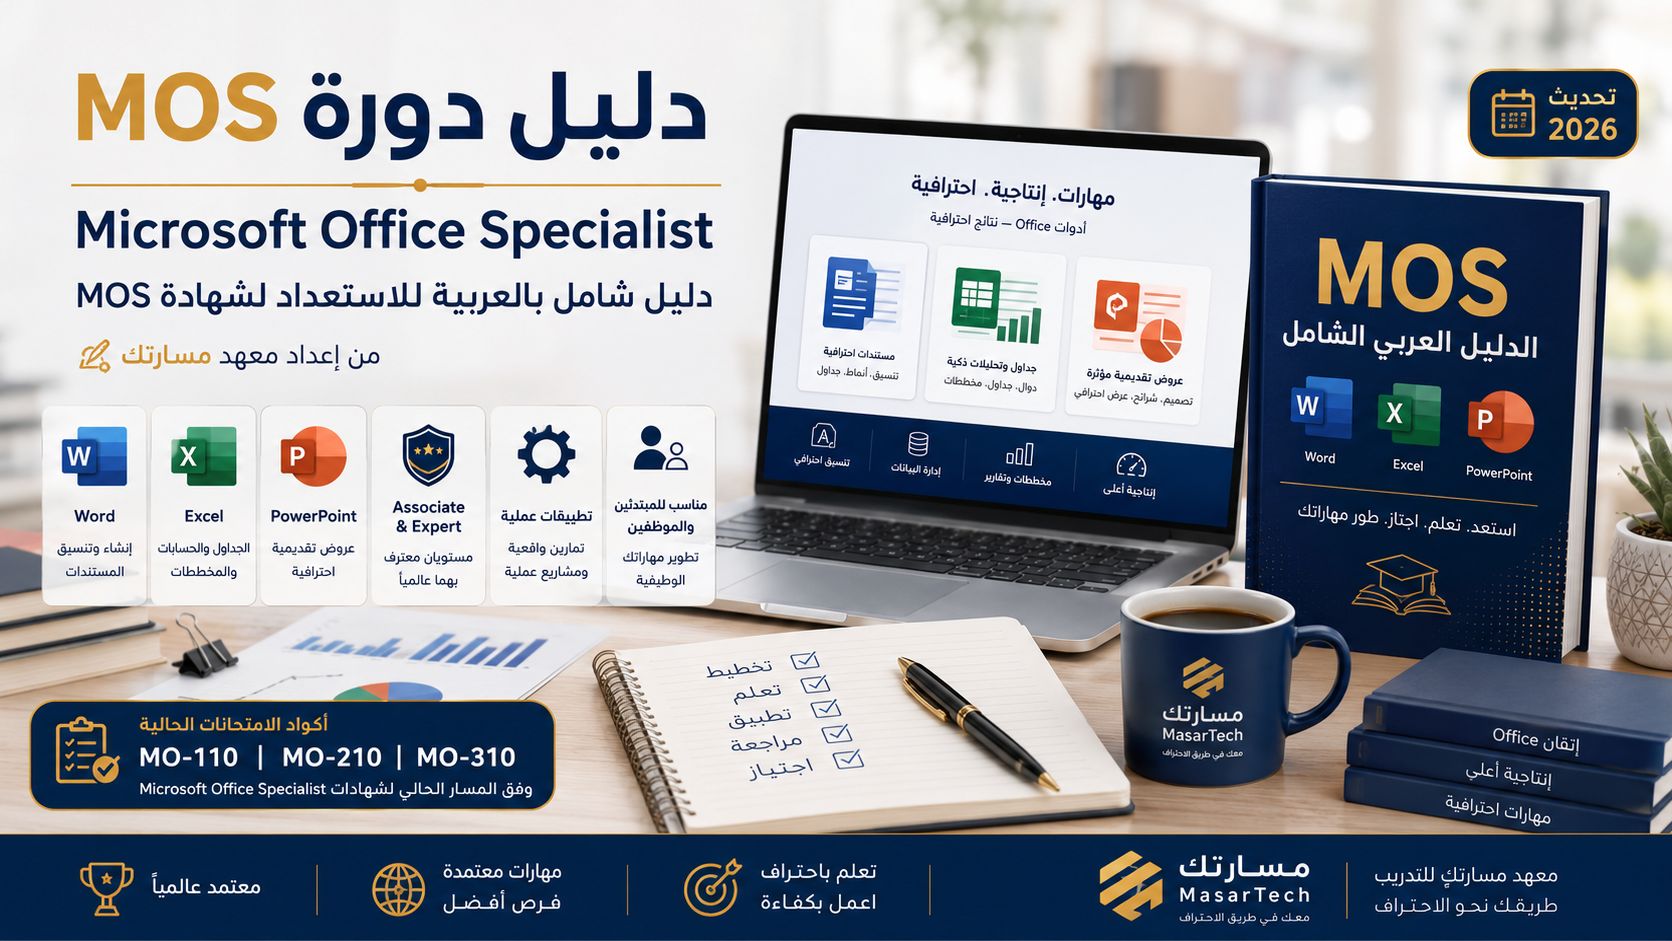 دليل دورة MOS
Microsoft Office Specialist
دليل شامل بالعربية للاستعداد لشهادة MOS
من إعداد معهد مسارتك
تحديث
2026
Word
إنشاء وتنسيق
المستندات
Excel
الجداول والحسابات
والمخططات
PowerPoint
عروض تقديمية
احترافية
Associate
& Expert
مستويان معترف
بهما عالمياً
تطبيقات عملية
تمارين واقعية
ومشاريع عملية
مناسب للمبتدئين
والموظفين
تطوير مهاراتك
الوظيفية
مهارات. إنتاجية. احترافية
أدوات Office — نتائج احترافية
مستندات احترافية
تنسيق، أنماط، جداول
جداول وتحليلات ذكية
دوال، جداول، مخططات
عروض تقديمية مؤثرة
تصميم، شرائح، عرض احترافي
تنسيق احترافي
إدارة البيانات
مخططات وتقارير
إنتاجية أعلى
MOS
الدليل العربي الشامل
W
Word
X
Excel
P
PowerPoint
استعد. تعلم. اجتاز. طور مهاراتك
أكواد الامتحانات الحالية
MO-110 | MO-210 | MO-310
وفق المسار الحالي لشهادات Microsoft Office Specialist
تخطيط
تعلم
تطبيق
مراجعة
اجتياز
مسارتك
MasarTech
معك في طريق الاحتراف
إتقان Office
إنتاجية أعلي
مهارات احترافية
معهد مسارتك للتدريب
طريقك نحو الاحتراف
مسارتك
MasarTech
معك في طريق الاحتراف
تعلم باحتراف
اعمل بكفاءة
مهارات معتمدة
فرص أفضل
معتمد عالمياً